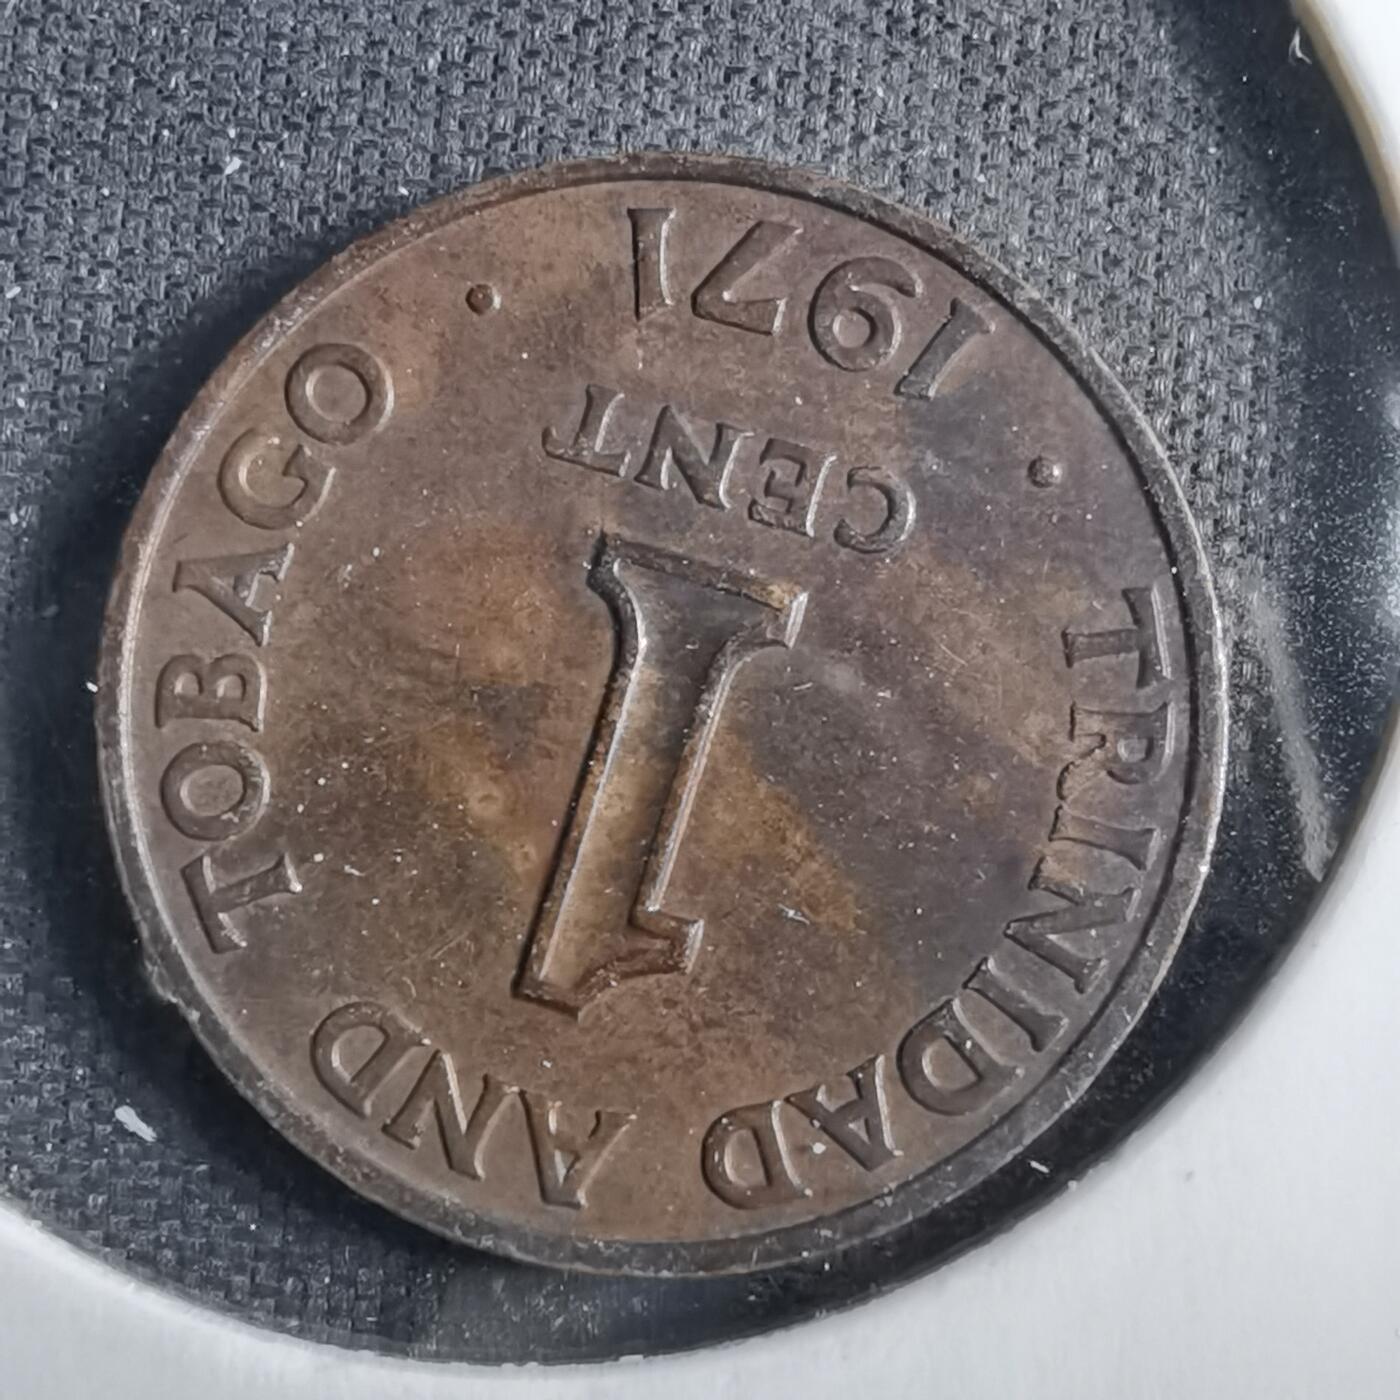 TRINIDAD AND TOBAGO
1
CENT
· 1971 ·